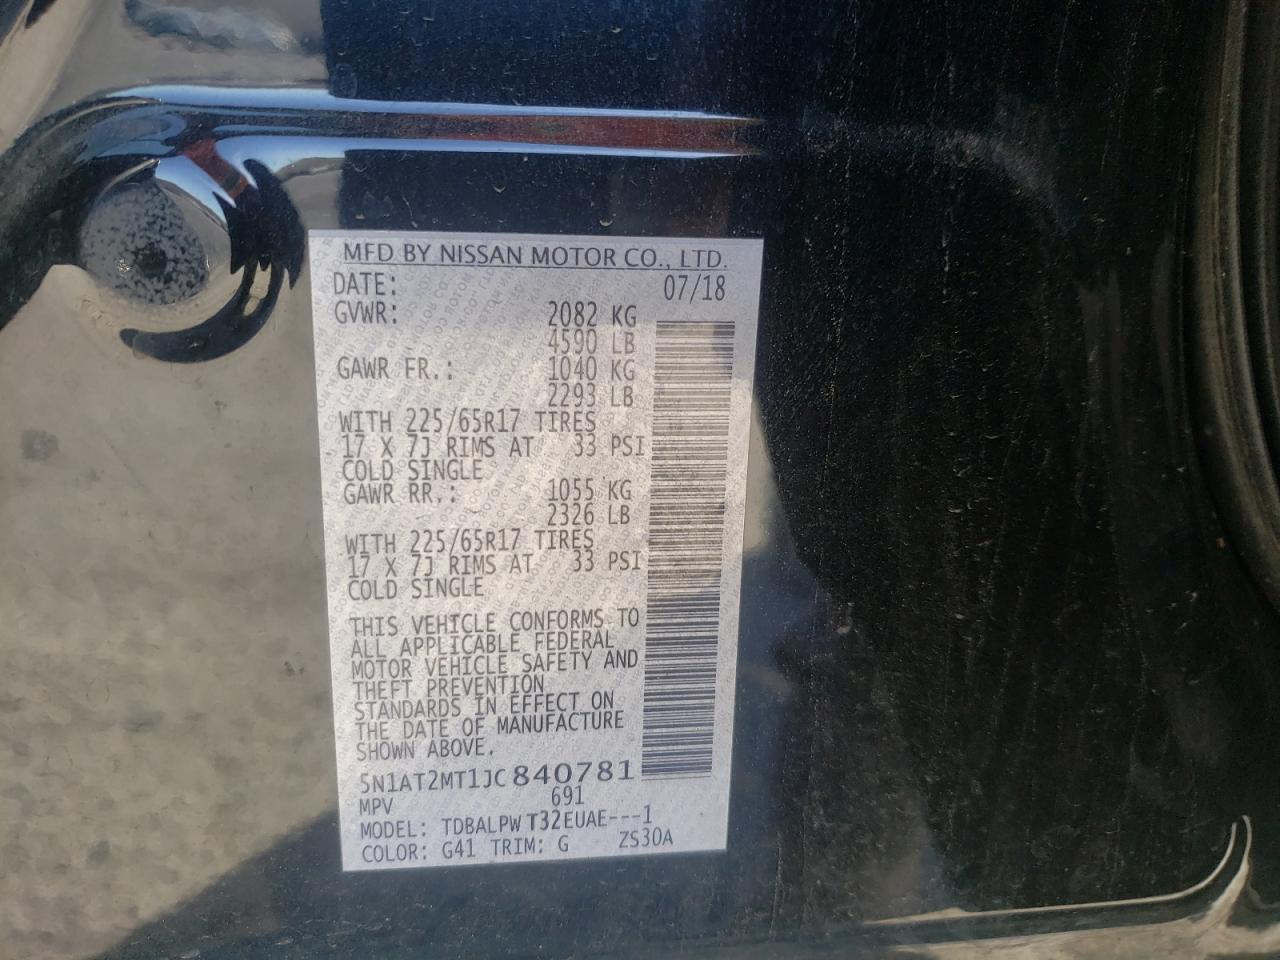 MFD BY NISSAN MOTOR CO., LTD.
DATE: 07/18
GVWR: 2082 KG
4590 LB
GAWR FR.: 1040 KG
2293 LB
WITH 225/65R17 TIRES
17 X 7J RIMS AT 33 PSI
COLD SINGLE
GAWR RR.: 1055 KG
2326 LB
WITH 225/65R17 TIRES
17 X 7J RIMS AT 33 PSI
COLD SINGLE
THIS VEHICLE CONFORMS TO
ALL APPLICABLE FEDERAL
MOTOR VEHICLE SAFETY AND
THEFT PREVENTION
STANDARDS IN EFFECT ON
THE DATE OF MANUFACTURE
SHOWN ABOVE.
5N1AT2MT1JC840781
MPV 691
MODEL: TDBALPWT32EUAE---1
COLOR: G41 TRIM: G ZS30A